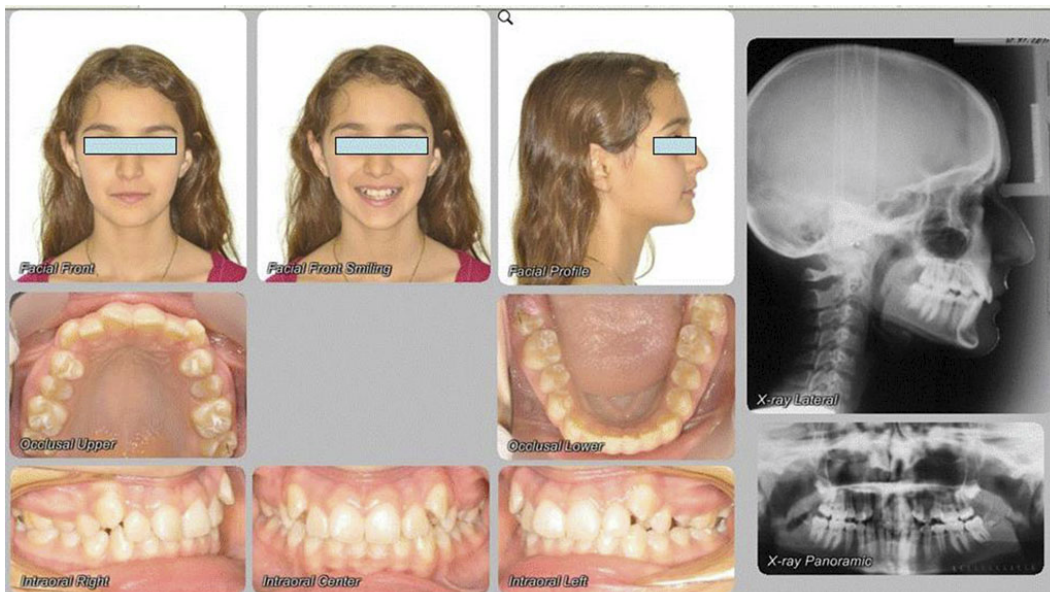 Facial Front
Facial Front Smiling
Facial Profile
X-ray Lateral
Occlusal Upper
Occlusal Lower
Intraoral Right
Intraoral Center
Intraoral Left
X-ray Panoramic